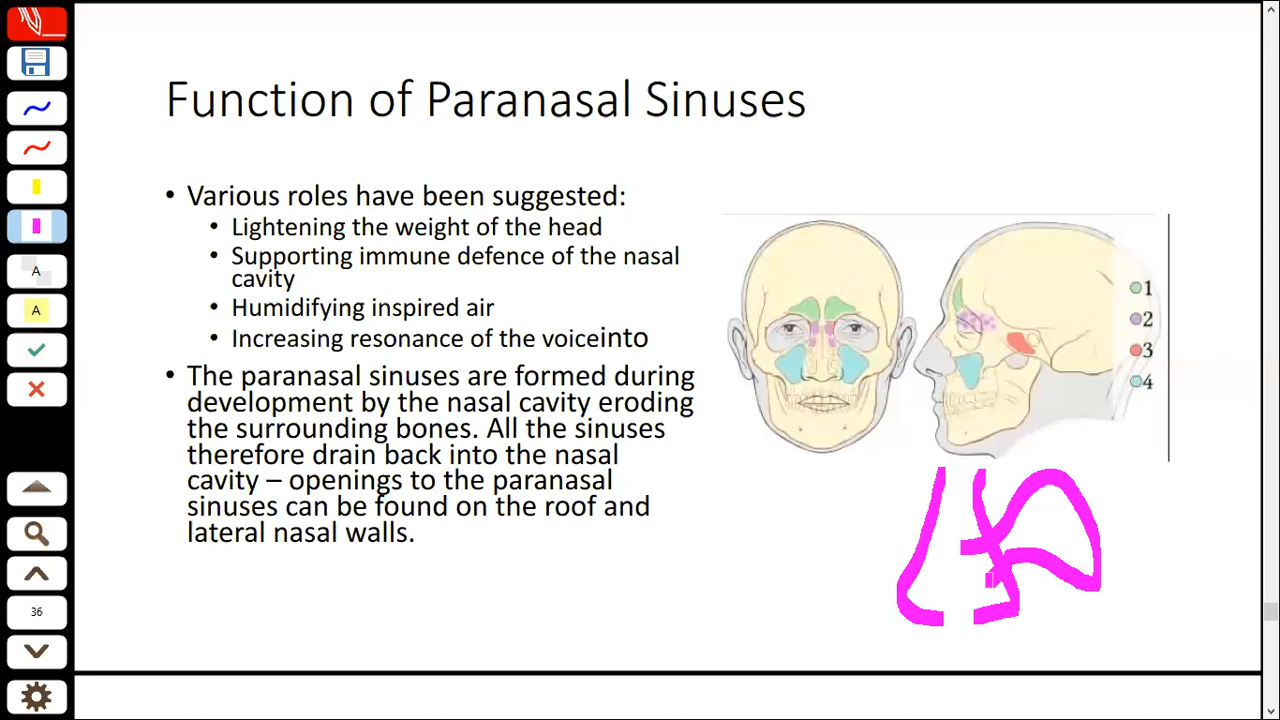 Function of Paranasal Sinuses
• Various roles have been suggested:
• Lightening the weight of the head
• Supporting immune defence of the nasal
cavity
• Humidifying inspired air
• Increasing resonance of the voiceinto
• The paranasal sinuses are formed during
development by the nasal cavity eroding
the surrounding bones. All the sinuses
therefore drain back into the nasal
cavity – openings to the paranasal
sinuses can be found on the roof and
lateral nasal walls.
1
2
3
4
A
A
36